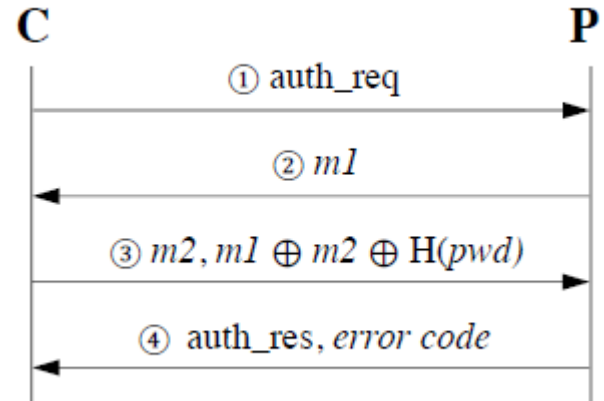 C P
① auth_req
② m1
③ m2, m1 ⊕ m2 ⊕ H(pwd)
④ auth_res, error code